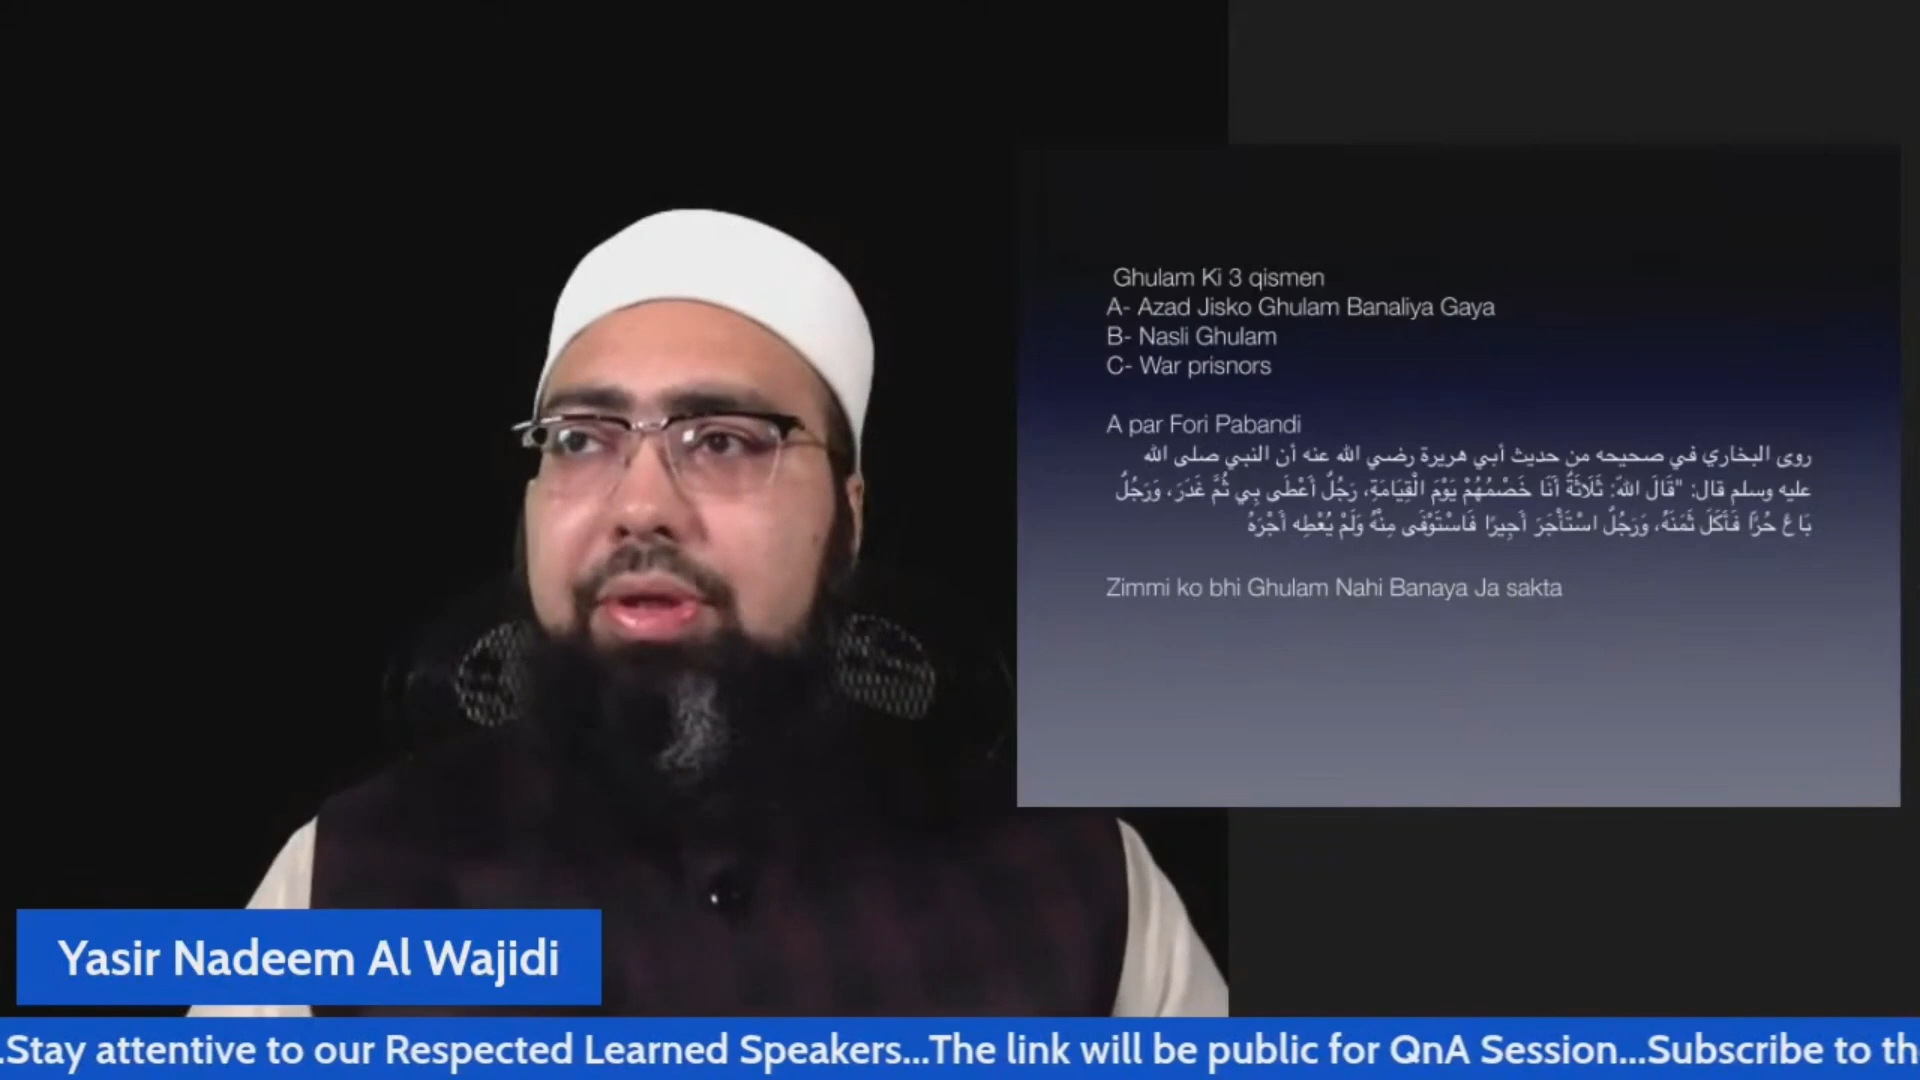 Ghulam Ki 3 qismen
A- Azad Jisko Ghulam Banaliya Gaya
B- Nasli Ghulam
C- War prisnors
A par Fori Pabandi
روى البخاري في صحيحه من حديث أبي هريرة رضي الله عنه أن النبي صلى الله
عليه وسلم قال: "قَالَ اللهُ: ثَلَاثَةٌ أَنَا خَصْمُهُمْ يَوْمَ الْقِيَامَةِ، رَجُلٌ أَعْطَى بِي ثُمَّ غَدَرَ، وَرَجُلٌ
بَاعَ حُرًّا فَأَكَلَ ثَمَنَهُ، وَرَجُلٌ اسْتَأْجَرَ أَجِيرًا فَاسْتَوْفَى مِنْهُ وَلَمْ يُعْطِه أَجْرَهُ
Zimmi ko bhi Ghulam Nahi Banaya Ja sakta
Yasir Nadeem Al Wajidi
.Stay attentive to our Respected Learned Speakers...The link will be public for QnA Session...Subscribe to th